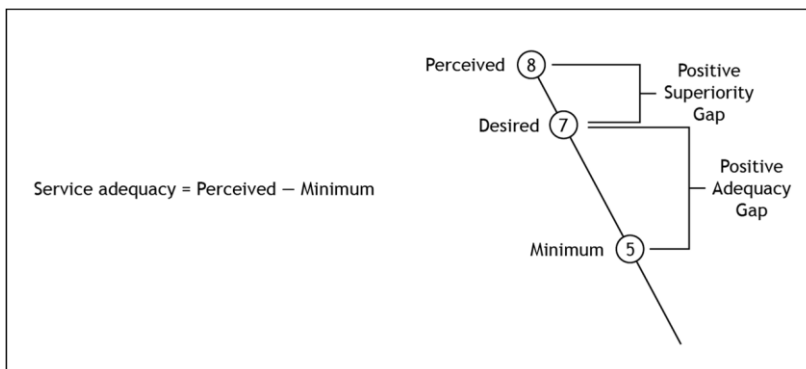 Perceived 8
Positive
Superiority
Gap
Desired 7
Positive
Adequacy
Gap
Service adequacy = Perceived − Minimum
Minimum 5